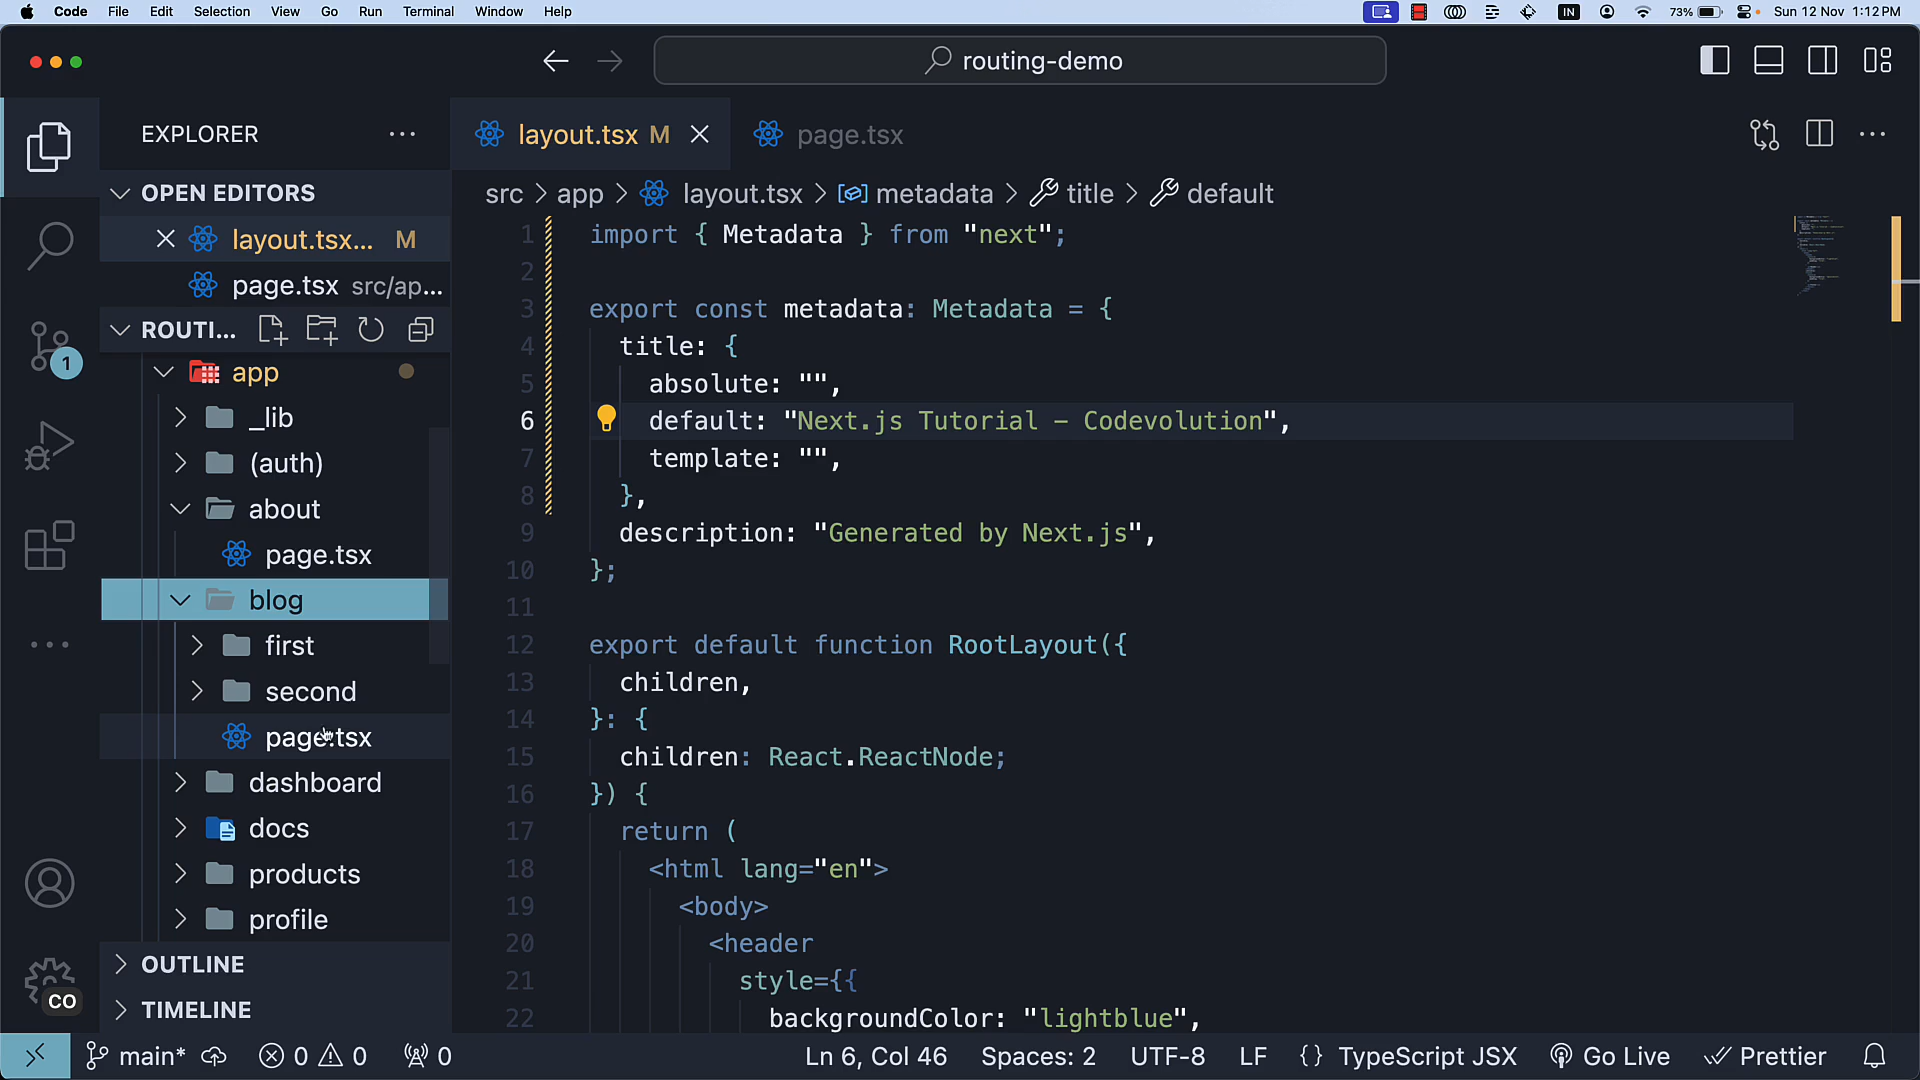 Code File Edit Selection View Go Run Terminal Window Help IN 73% Sun 12 Nov 1:12 PM
routing-demo
EXPLORER
OPEN EDITORS
layout.tsx... M
page.tsx src/ap...
ROUTI...
app
_lib
(auth)
about
page.tsx
blog
first
second
page.tsx
dashboard
docs
products
profile
OUTLINE
TIMELINE
1
CO
layout.tsx M page.tsx
src > app > layout.tsx > metadata > title > default
1 import { Metadata } from "next";
2
3 export const metadata: Metadata = {
4 title: {
5 absolute: "",
6 default: "Next.js Tutorial - Codevolution",
7 template: "",
8 },
9 description: "Generated by Next.js",
10 };
11
12 export default function RootLayout({
13 children,
14 }: {
15 children: React.ReactNode;
16 }) {
17 return (
18 <html lang="en">
19 <body>
20 <header
21 style={{
22 backgroundColor: "lightblue",
main* 0 0 0 Ln 6, Col 46 Spaces: 2 UTF-8 LF {} TypeScript JSX Go Live Prettier